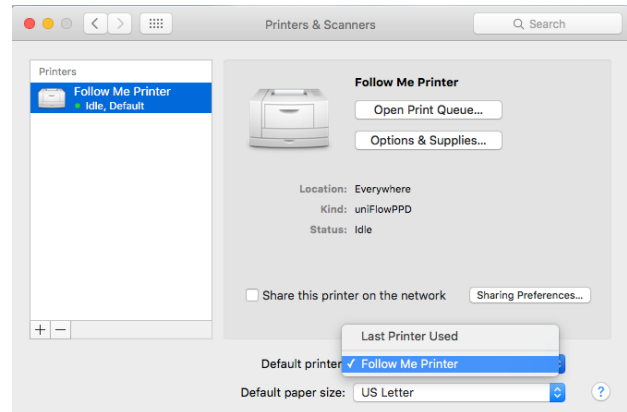 Printers & Scanners
Search
Printers
Follow Me Printer
Idle, Default
Follow Me Printer
Open Print Queue...
Options & Supplies...
Location: Everywhere
Kind: uniFlowPPD
Status: Idle
Share this printer on the network
Sharing Preferences...
+ −
Last Printer Used
Default printer ✓ Follow Me Printer
Default paper size: US Letter
?